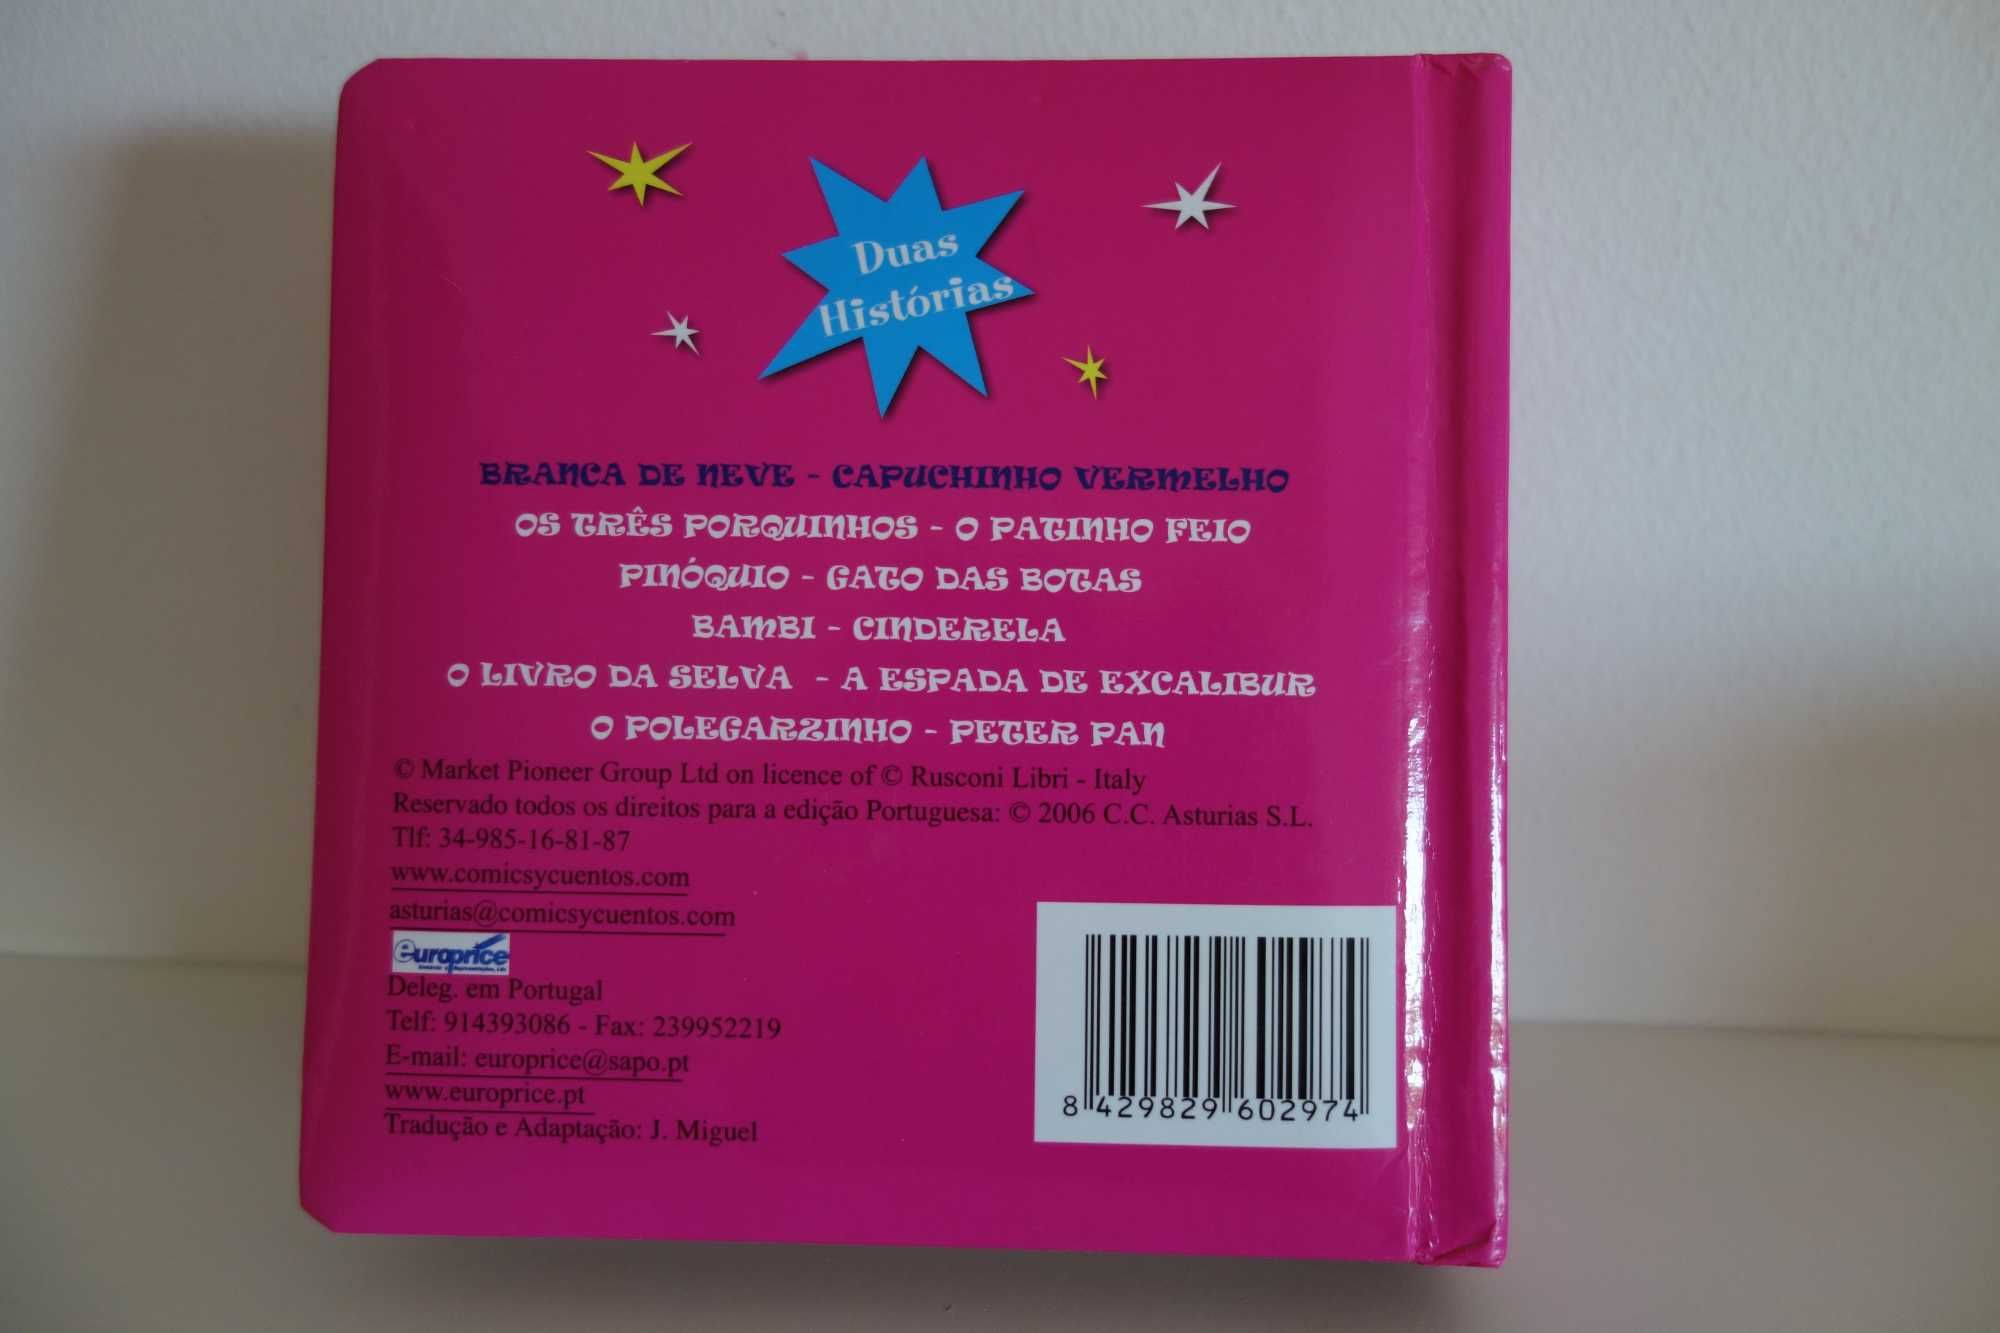 Duas
Histórias
BRANCA DE NEVE - CAPUCHINHO VERMELHO
OS TRÊS PORQUINHOS - O PATINHO FEIO
PINÓQUIO - GATO DAS BOTAS
BAMBI - CINDERELA
O LIVRO DA SELVA - A ESPADA DE EXCALIBUR
O POLEGARZINHO - PETER PAN
© Market Pioneer Group Ltd on licence of © Rusconi Libri - Italy
Reservado todos os direitos para a edição Portuguesa: © 2006 C.C. Asturias S.L.
Tlf: 34-985-16-81-87
www.comicsycuentos.com
asturias@comicsycuentos.com
europrice
Deleg. em Portugal
Telf: 914393086 - Fax: 239952219
E-mail: europrice@sapo.pt
www.europrice.pt
Tradução e Adaptação: J. Miguel
8 429829 602974